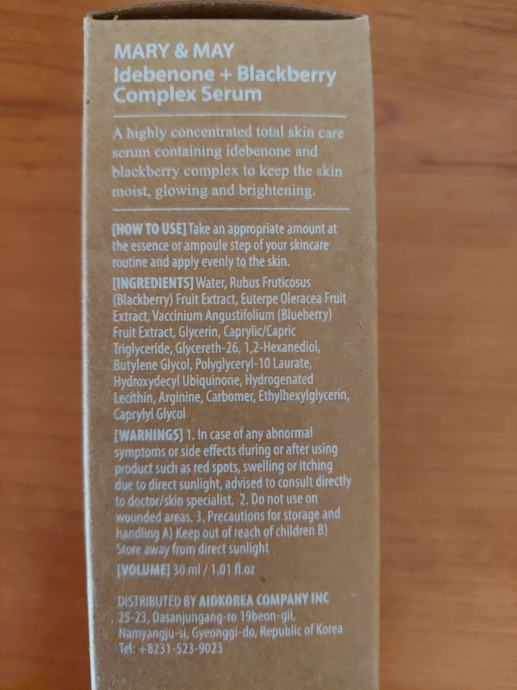 MARY & MAY
Idebenone + Blackberry
Complex Serum
A highly concentrated total skin care
serum containing idebenone and
blackberry complex to keep the skin
moist, glowing and brightening.
[HOW TO USE] Take an appropriate amount at
the essence or ampoule step of your skincare
routine and apply evenly to the skin.
[INGREDIENTS] Water, Rubus Fruticosus
(Blackberry) Fruit Extract, Euterpe Oleracea Fruit
Extract, Vaccinium Angustifolium (Blueberry)
Fruit Extract, Glycerin, Caprylic/Capric
Triglyceride, Glycereth-26, 1,2-Hexanediol,
Butylene Glycol, Polyglyceryl-10 Laurate,
Hydroxydecyl Ubiquinone, Hydrogenated
Lecithin, Arginine, Carbomer, Ethylhexylglycerin,
Caprylyl Glycol
[WARNINGS] 1. In case of any abnormal
symptoms or side effects during or after using
product such as red spots, swelling or itching
due to direct sunlight, advised to consult directly
to doctor/skin specialist. 2. Do not use on
wounded areas. 3. Precautions for storage and
handling A) Keep out of reach of children B)
Store away from direct sunlight
[VOLUME] 30 ml / 1.01 fl.oz
DISTRIBUTED BY AIDKOREA COMPANY INC
25-23, Dasanjungang-ro 19beon-gil,
Namyangju-si, Gyeonggi-do, Republic of Korea
Tel: +8231-523-9023